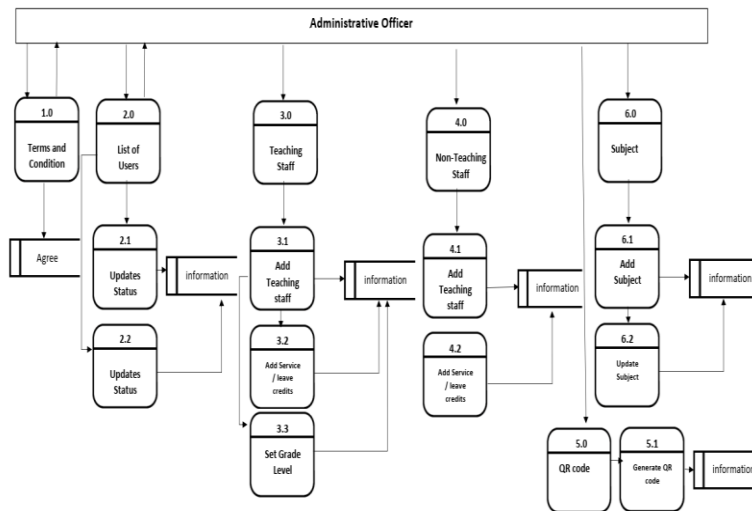 Administrative Officer
1.0
Terms and
Condition
2.0
List of
Users
3.0
Teaching
Staff
4.0
Non-Teaching
Staff
6.0
Subject
Agree
2.1
Updates
Status
information
3.1
Add
Teaching
staff
information
4.1
Add
Teaching
staff
information
6.1
Add
Subject
information
2.2
Updates
Status
3.2
Add Service
/ leave
credits
4.2
Add Service
/ leave
credits
6.2
Update
Subject
3.3
Set Grade
Level
5.0
QR code
5.1
Generate QR
code
information